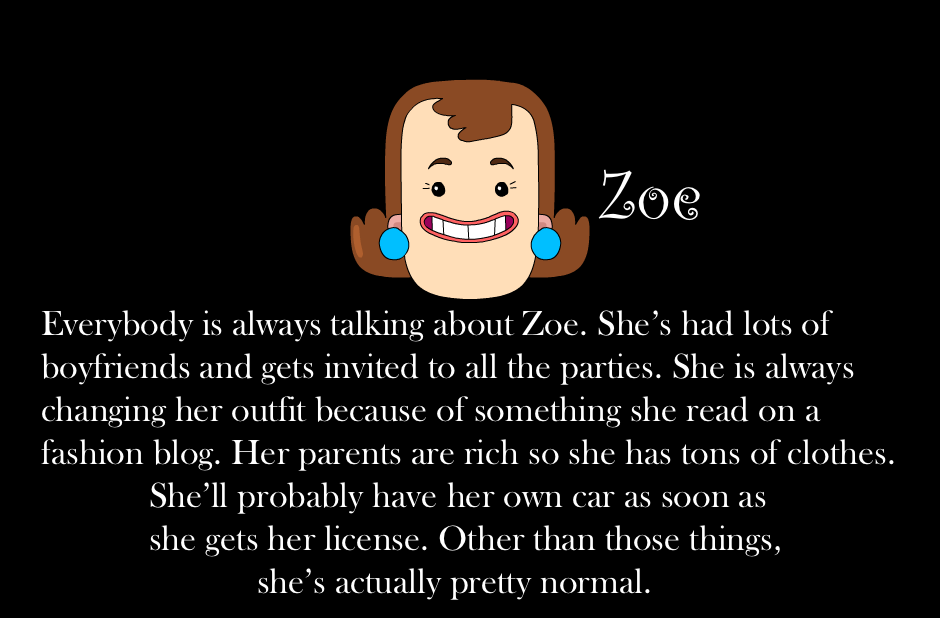 Zoe
Everybody is always talking about Zoe. She’s had lots of
boyfriends and gets invited to all the parties. She is always
changing her outfit because of something she read on a
fashion blog. Her parents are rich so she has tons of clothes.
She’ll probably have her own car as soon as
she gets her license. Other than those things,
she’s actually pretty normal.